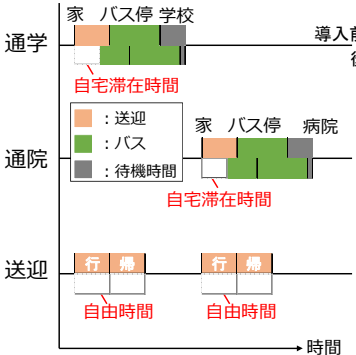 家 バス停 学校
通学
導入前
自宅滞在時間
：送迎
：バス
：待機時間
家 バス停 病院
通院
自宅滞在時間
送迎
行 帰 行 帰
自由時間 自由時間
時間